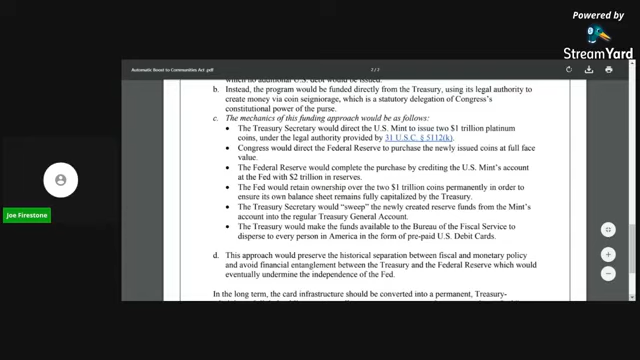 Powered by
StreamYard
Automatic Boost to Communities Act .pdf
2 / 2
which no additional U.S. debt would be issued.
b. Instead, the program would be funded directly from the Treasury, using its legal authority to
create money via coin seigniorage, which is a statutory delegation of Congress's
constitutional power of the purse.
c. The mechanics of this funding approach would be as follows:
• The Treasury Secretary would direct the U.S. Mint to issue two $1 trillion platinum
coins, under the legal authority provided by 31 U.S.C. § 5112(k).
• Congress would direct the Federal Reserve to purchase the newly issued coins at full face
value.
• The Federal Reserve would complete the purchase by crediting the U.S. Mint's account
at the Fed with $2 trillion in reserves.
• The Fed would retain ownership over the two $1 trillion coins permanently in order to
ensure its own balance sheet remains fully capitalized by the Treasury.
• The Treasury Secretary would "sweep" the newly created reserve funds from the Mint's
account into the regular Treasury General Account.
• The Treasury would make the funds available to the Bureau of the Fiscal Service to
disperse to every person in America in the form of pre-paid U.S. Debit Cards.
d. This approach would preserve the historical separation between fiscal and monetary policy
and avoid financial entanglement between the Treasury and the Federal Reserve which would
eventually undermine the independence of the Fed.
In the long term, the card infrastructure should be converted into a permanent, Treasury-
Joe Firestone